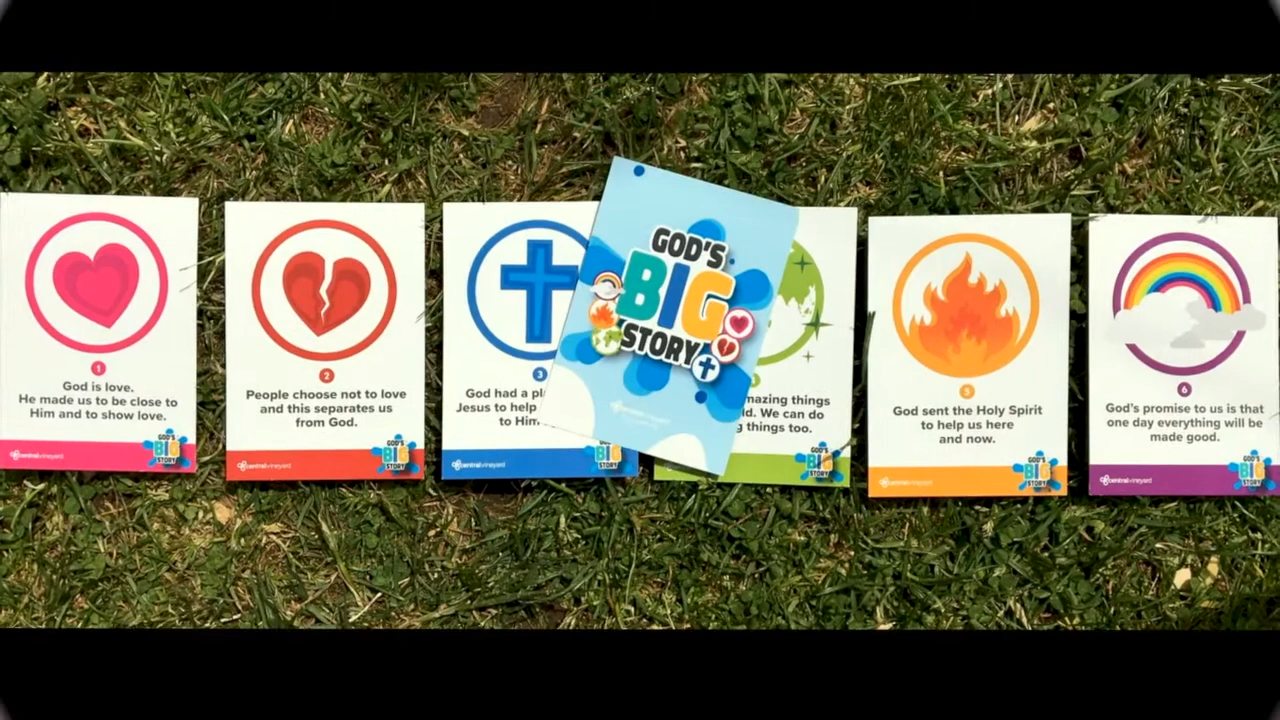 1
God is love.
He made us to be close to
Him and to show love.
centralvineyard
GOD'S
BIG
STORY
2
People choose not to love
and this separates us
from God.
centralvineyard
GOD'S
BIG
STORY
3
God had a
Jesus to help
to Him
centralvineyard
GOD'S
BIG
STORY
GOD'S
BIG
STORY
mazing things
We can do
things too.
GOD'S
BIG
STORY
5
God sent the Holy Spirit
to help us here
and now.
centralvineyard
GOD'S
BIG
STORY
6
God's promise to us is that
one day everything will be
made good.
centralvineyard
GOD'S
BIG
STORY